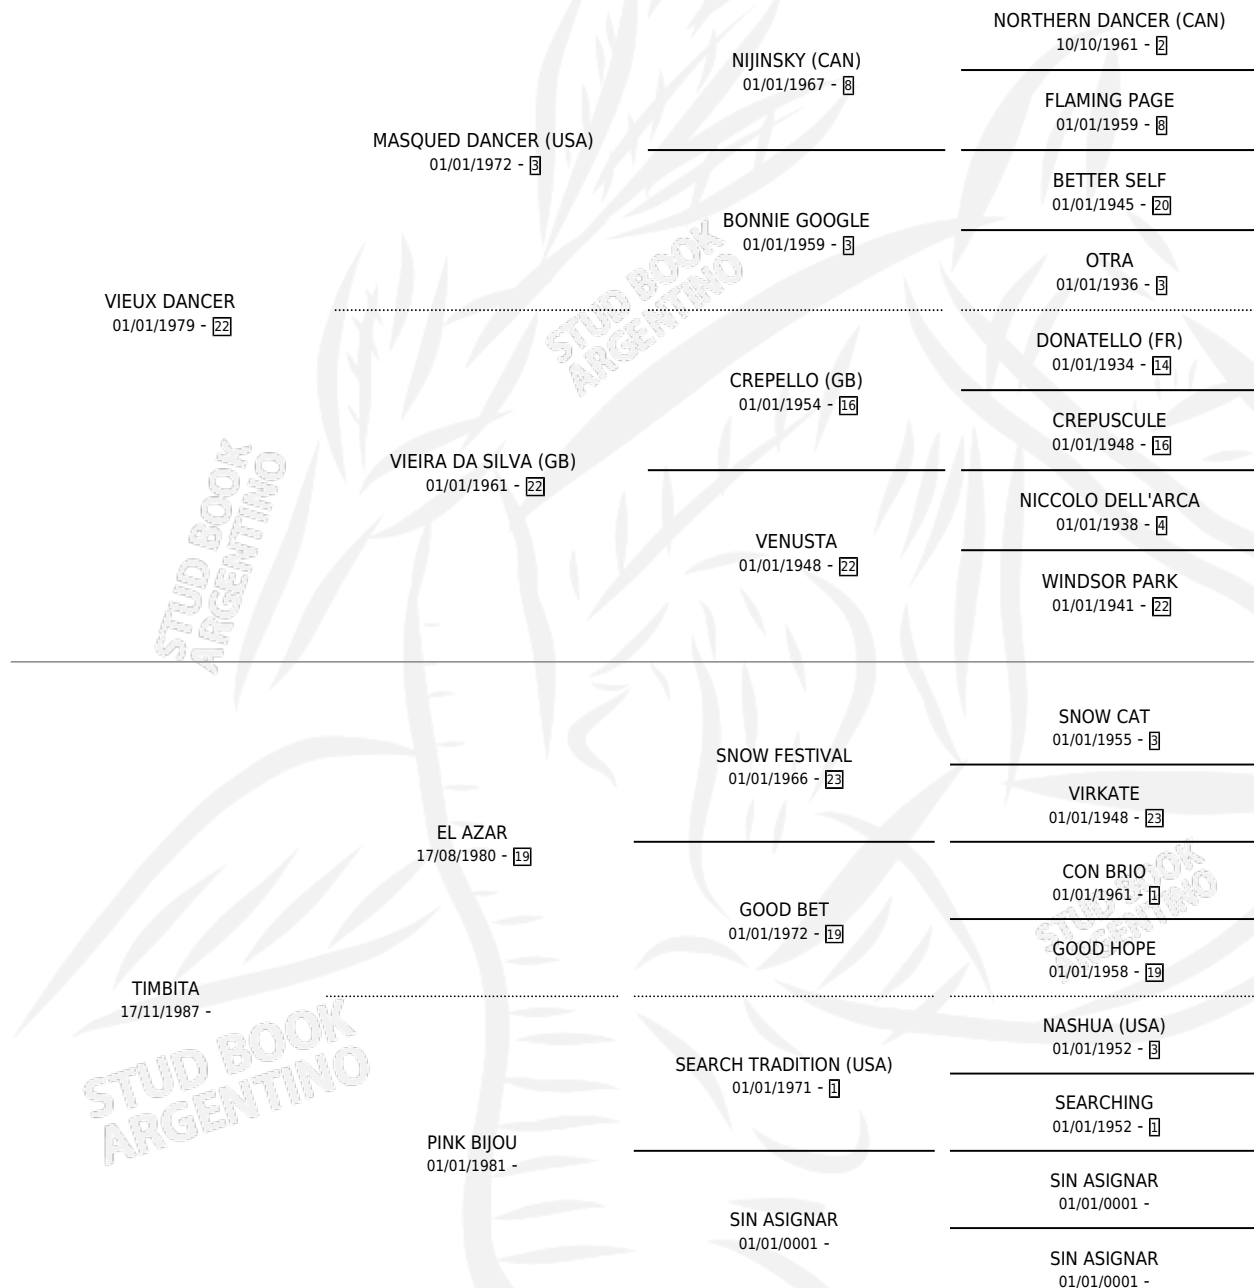 NORTHERN DANCER (CAN)
10/10/1961 - 2
NIJINSKY (CAN)
01/01/1967 - 8
FLAMING PAGE
01/01/1959 - 8
MASQUED DANCER (USA)
01/01/1972 - 3
BETTER SELF
01/01/1945 - 20
BONNIE GOOGLE
01/01/1959 - 3
OTRA
01/01/1936 - 3
VIEUX DANCER
01/01/1979 - 22
DONATELLO (FR)
01/01/1934 - 14
CREPELLO (GB)
01/01/1954 - 16
CREPUSCULE
01/01/1948 - 16
VIEIRA DA SILVA (GB)
01/01/1961 - 22
NICCOLO DELL'ARCA
01/01/1938 - 4
VENUSTA
01/01/1948 - 22
WINDSOR PARK
01/01/1941 - 22
SNOW CAT
01/01/1955 - 3
SNOW FESTIVAL
01/01/1966 - 23
VIRKATE
01/01/1948 - 23
EL AZAR
17/08/1980 - 19
CON BRIO
01/01/1961 - 1
GOOD BET
01/01/1972 - 19
GOOD HOPE
01/01/1958 - 19
TIMBITA
17/11/1987 -
NASHUA (USA)
01/01/1952 - 3
SEARCH TRADITION (USA)
01/01/1971 - 1
SEARCHING
01/01/1952 - 1
PINK BIJOU
01/01/1981 -
SIN ASIGNAR
01/01/0001 -
SIN ASIGNAR
01/01/0001 -
SIN ASIGNAR
01/01/0001 -
STUD BOOK
ARGENTINO
STUD BOOK
ARGENTINO
STUD BOOK
ARGENTINO
STUD BOOK
ARGENTINO